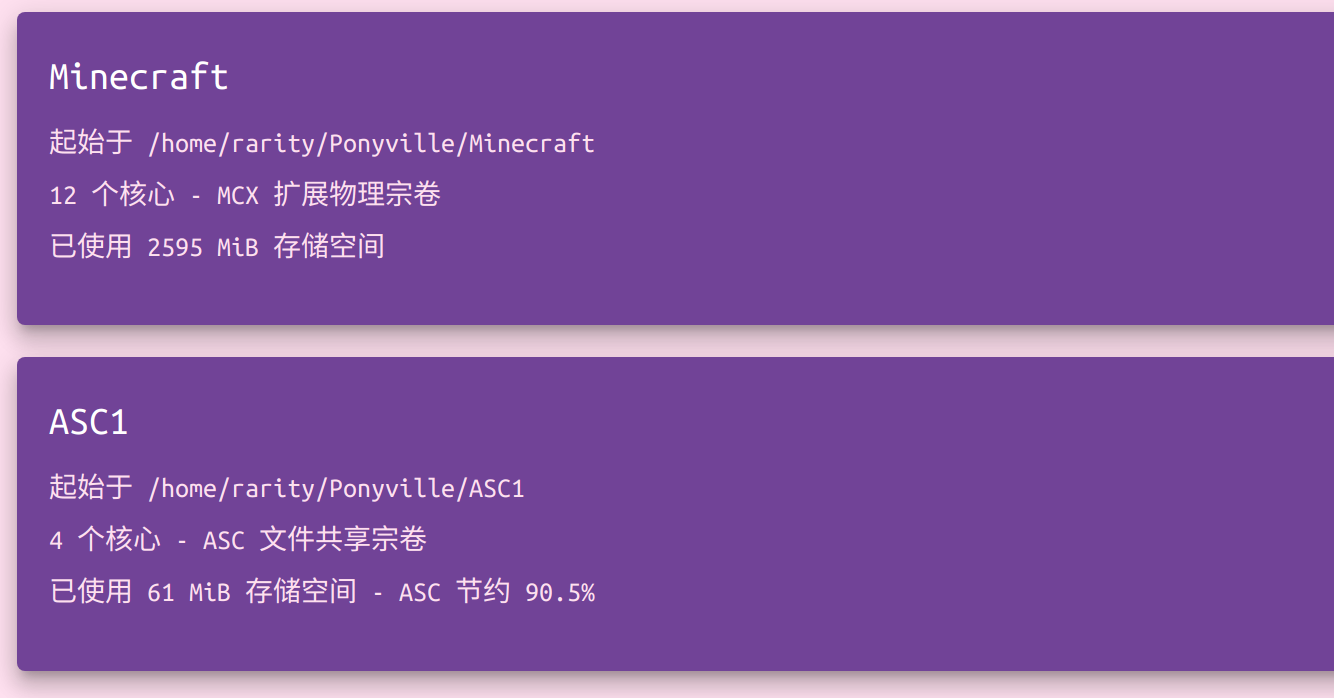 Minecraft
起始于 /home/rarity/Ponyville/Minecraft
12 个核心 - MCX 扩展物理宗卷
已使用 2595 MiB 存储空间
ASC1
起始于 /home/rarity/Ponyville/ASC1
4 个核心 - ASC 文件共享宗卷
已使用 61 MiB 存储空间 - ASC 节约 90.5%